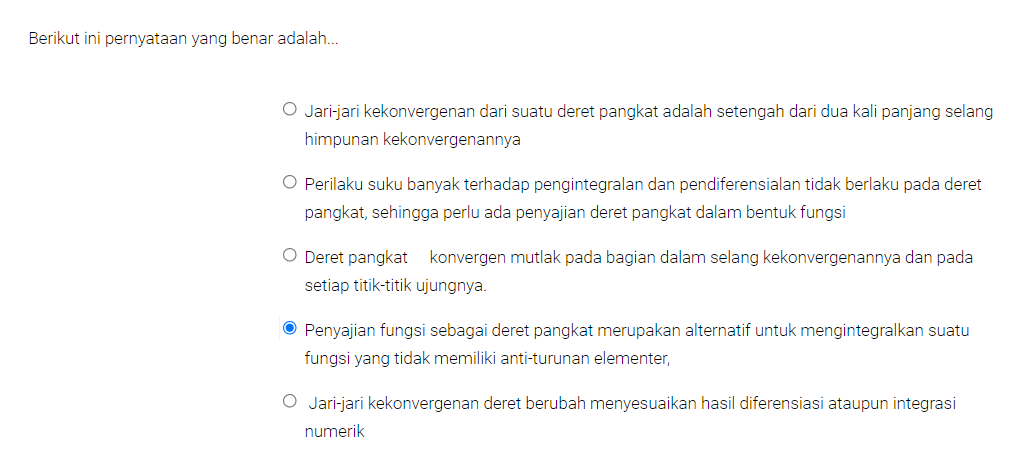 Berikut ini pernyataan yang benar adalah...
Jari-jari kekonvergenan dari suatu deret pangkat adalah setengah dari dua kali panjang selang
himpunan kekonvergenannya
Perilaku suku banyak terhadap pengintegralan dan pendiferensialan tidak berlaku pada deret
pangkat, sehingga perlu ada penyajian deret pangkat dalam bentuk fungsi
Deret pangkat konvergen mutlak pada bagian dalam selang kekonvergenannya dan pada
setiap titik-titik ujungnya.
Penyajian fungsi sebagai deret pangkat merupakan alternatif untuk mengintegralkan suatu
fungsi yang tidak memiliki anti-turunan elementer,
Jari-jari kekonvergenan deret berubah menyesuaikan hasil diferensiasi ataupun integrasi
numerik